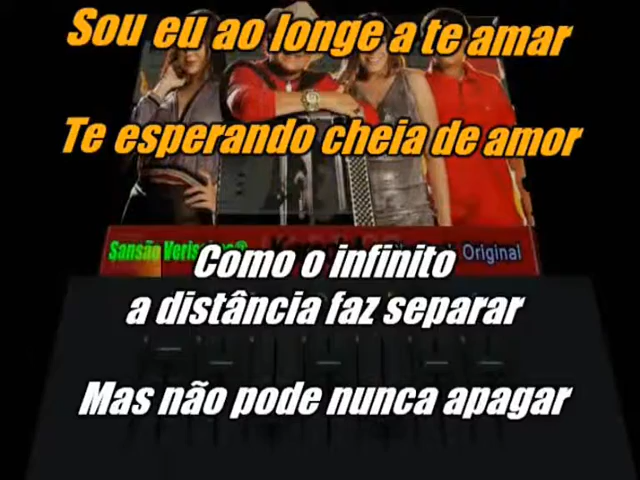 Sou eu ao longe a te amar
Te esperando cheia de amor
Sansão Original
Como o infinito
a distância faz separar
Mas não pode nunca apagar